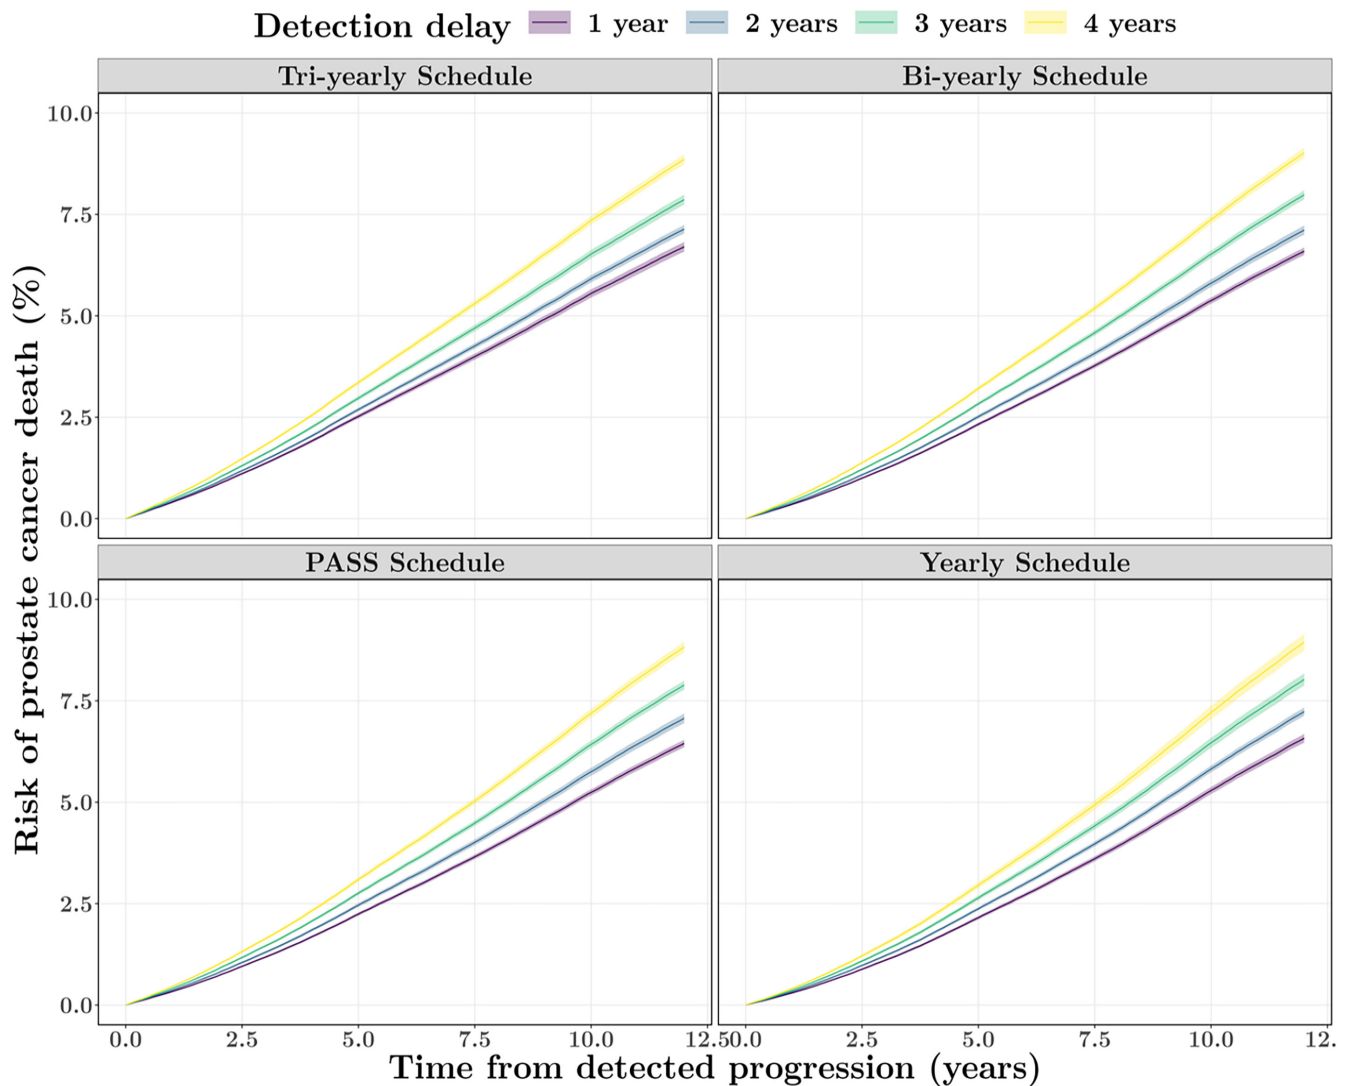 Detection delay 1 year 2 years 3 years 4 years
Tri-yearly Schedule Bi-yearly Schedule
10.0
7.5
5.0
2.5
0.0
PASS Schedule Yearly Schedule
10.0
7.5
5.0
2.5
0.0
0.0 2.5 5.0 7.5 10.0 12.50.0 2.5 5.0 7.5 10.0 12.
Time from detected progression (years)
Risk of prostate cancer death (%)